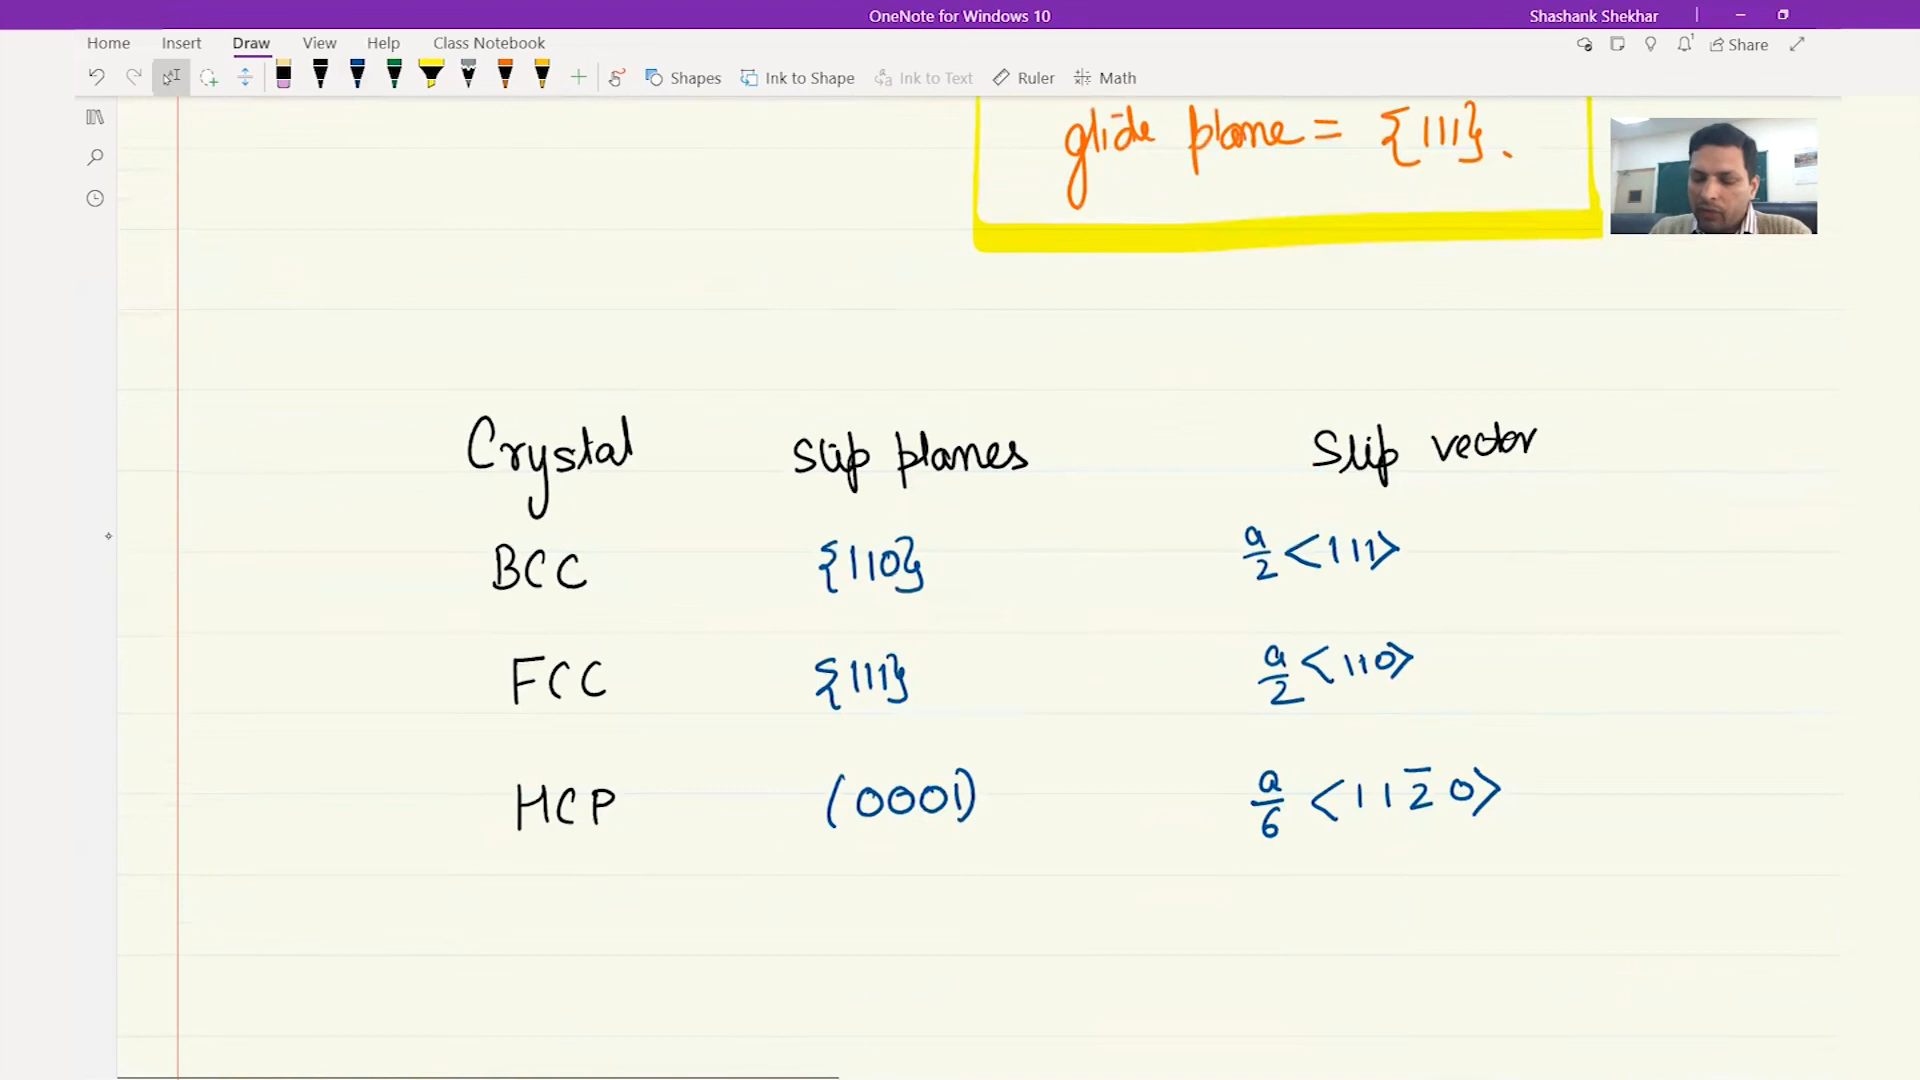 OneNote for Windows 10
Shashank Shekhar
Home Insert Draw View Help Class Notebook
Share
Shapes Ink to Shape Ink to Text Ruler Math
glide plane = {111}.
Crystal slip planes Slip vector
BCC {110} a/2 <111>
FCC {111} a/2 <110>
HCP (0001) a/6 <112̅0>